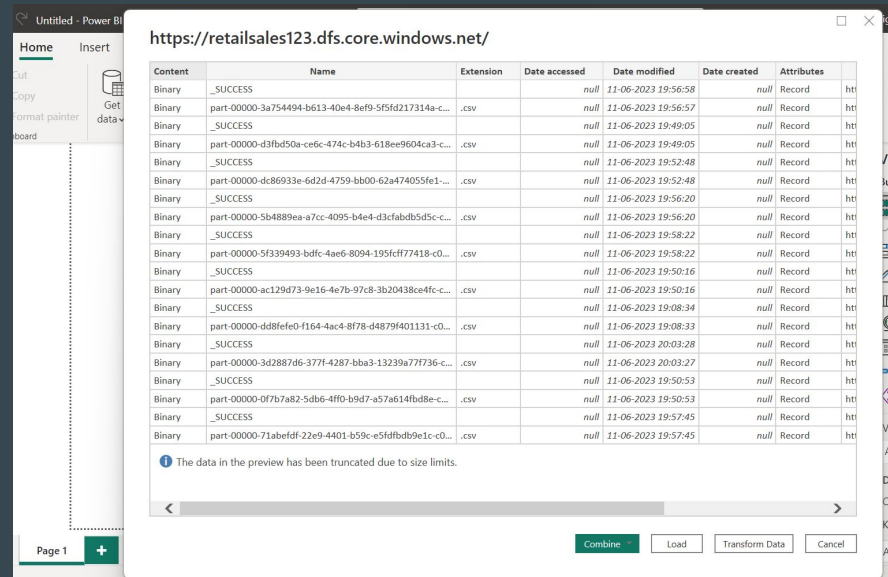 Untitled - Power BI
Home Insert
Cut
Copy
Format painter
Get
data
https://retailsales123.dfs.core.windows.net/
Content Name Extension Date accessed Date modified Date created Attributes
Binary _SUCCESS null 11-06-2023 19:56:58 null Record
Binary part-00000-3a754494-b613-40e4-8ef9-5f5fd217314a-c... .csv null 11-06-2023 19:56:57 null Record
Binary _SUCCESS null 11-06-2023 19:49:05 null Record
Binary part-00000-d3fbd50a-ce6c-474c-b4b3-618ee9604ca3-c... .csv null 11-06-2023 19:49:05 null Record
Binary _SUCCESS null 11-06-2023 19:52:48 null Record
Binary part-00000-dc86933e-6d2d-4759-bb00-62a474055fe1-... .csv null 11-06-2023 19:52:48 null Record
Binary _SUCCESS null 11-06-2023 19:56:20 null Record
Binary part-00000-5b4889ea-a7cc-4095-b4e4-d3cfabdb5d5c-c... .csv null 11-06-2023 19:56:20 null Record
Binary _SUCCESS null 11-06-2023 19:58:22 null Record
Binary part-00000-5f339493-bdfc-4ae6-8094-195fcff77418-c0... .csv null 11-06-2023 19:58:22 null Record
Binary _SUCCESS null 11-06-2023 19:50:16 null Record
Binary part-00000-ac129d73-9e16-4e7b-97c8-3b20438ce4fc-c... .csv null 11-06-2023 19:50:16 null Record
Binary _SUCCESS null 11-06-2023 19:08:34 null Record
Binary part-00000-dd8fefe0-f164-4ac4-8f78-d4879f401131-c0... .csv null 11-06-2023 19:08:33 null Record
Binary _SUCCESS null 11-06-2023 20:03:28 null Record
Binary part-00000-3d2887d6-377f-4287-bba3-13239a77f736-c... .csv null 11-06-2023 20:03:27 null Record
Binary _SUCCESS null 11-06-2023 19:50:53 null Record
Binary part-00000-0f7b7a82-5db6-4ff0-b9d7-a57a614fbd8e-c... .csv null 11-06-2023 19:50:53 null Record
Binary _SUCCESS null 11-06-2023 19:57:45 null Record
Binary part-00000-71abefdf-22e9-4401-b59c-e5fdfbdb9e1c-c0... .csv null 11-06-2023 19:57:45 null Record
The data in the preview has been truncated due to size limits.
Combine Load Transform Data Cancel
Page 1